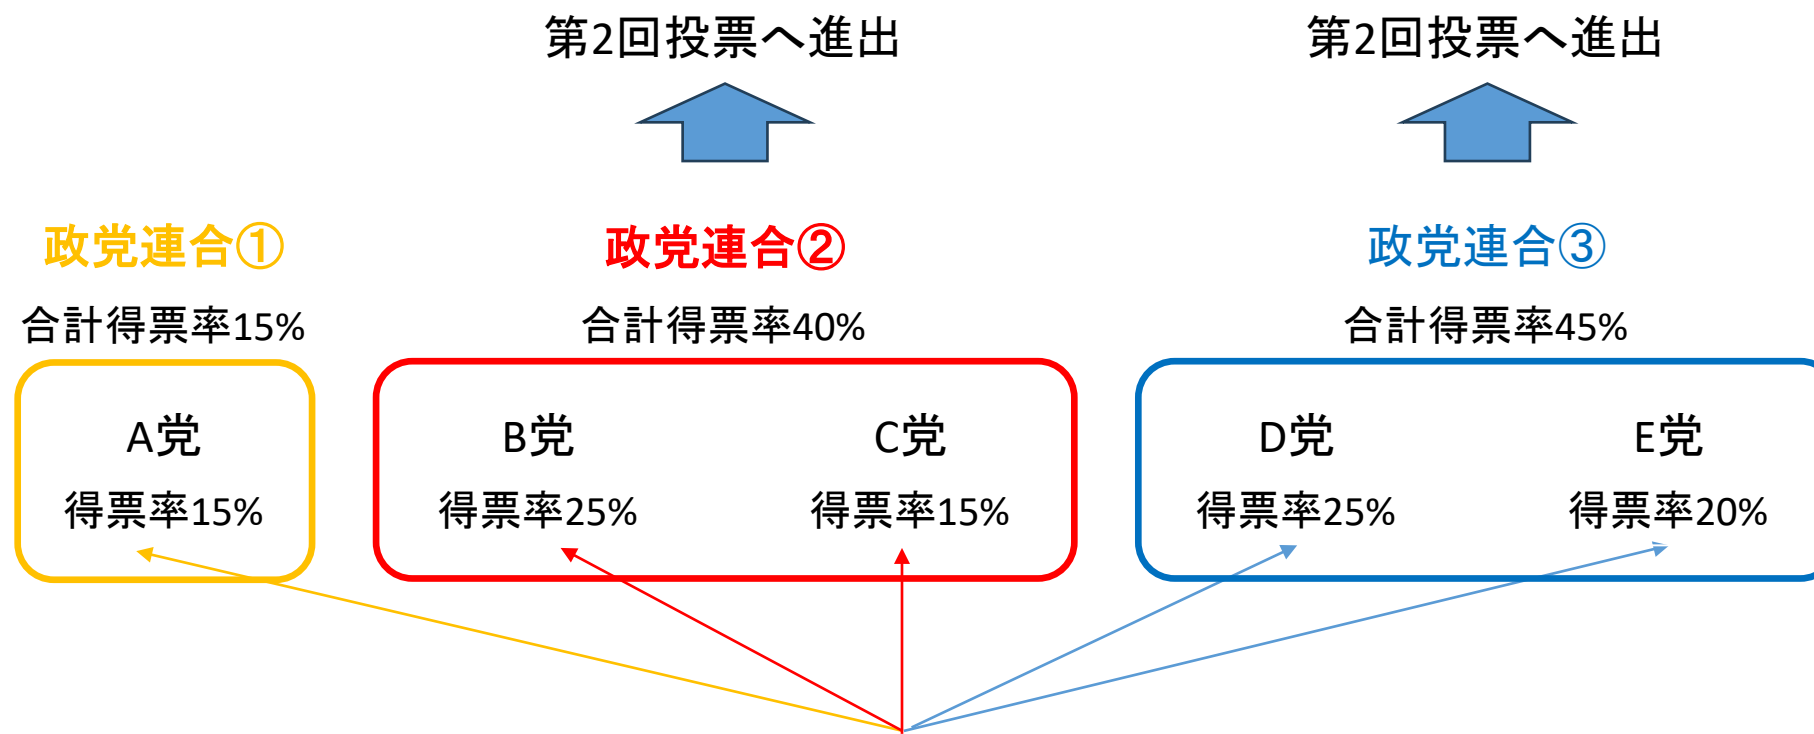 第2回投票へ進出
第2回投票へ進出
政党連合①
政党連合②
政党連合③
合計得票率15%
合計得票率40%
合計得票率45%
A党
B党
C党
D党
E党
得票率15%
得票率25%
得票率15%
得票率25%
得票率20%